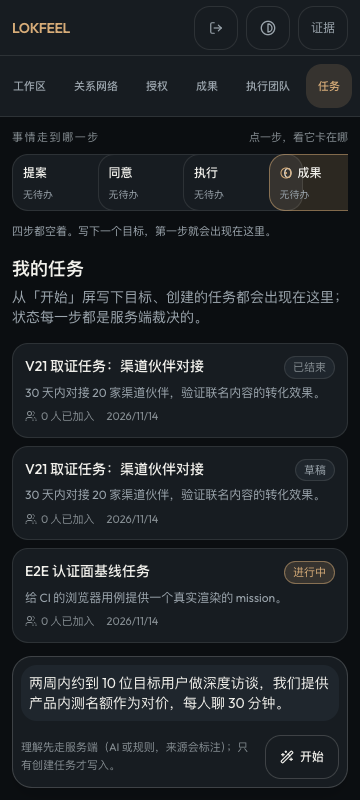 LOKFEEL
证据
工作区 关系网络 授权 成果 执行团队 任务
事情走到哪一步 点一步，看它卡在哪
提案 同意 执行 成果
无待办 无待办 无待办 无待办
四步都空着。写下一个目标，第一步就会出现在这里。
我的任务
从「开始」屏写下目标、创建的任务都会出现在这里；
状态每一步都是服务端裁决的。
V21 取证任务：渠道伙伴对接 已结束
30 天内对接 20 家渠道伙伴，验证联名内容的转化效果。
0 人已加入 2026/11/14
V21 取证任务：渠道伙伴对接 草稿
30 天内对接 20 家渠道伙伴，验证联名内容的转化效果。
0 人已加入 2026/11/14
E2E 认证面基线任务 进行中
给 CI 的浏览器用例提供一个真实渲染的 mission。
0 人已加入 2026/11/14
两周内约到 10 位目标用户做深度访谈，我们提供
产品内测名额作为对价，每人聊 30 分钟。
理解先走服务端（AI 或规则，来源会标注）；只
有创建任务才写入。
开始